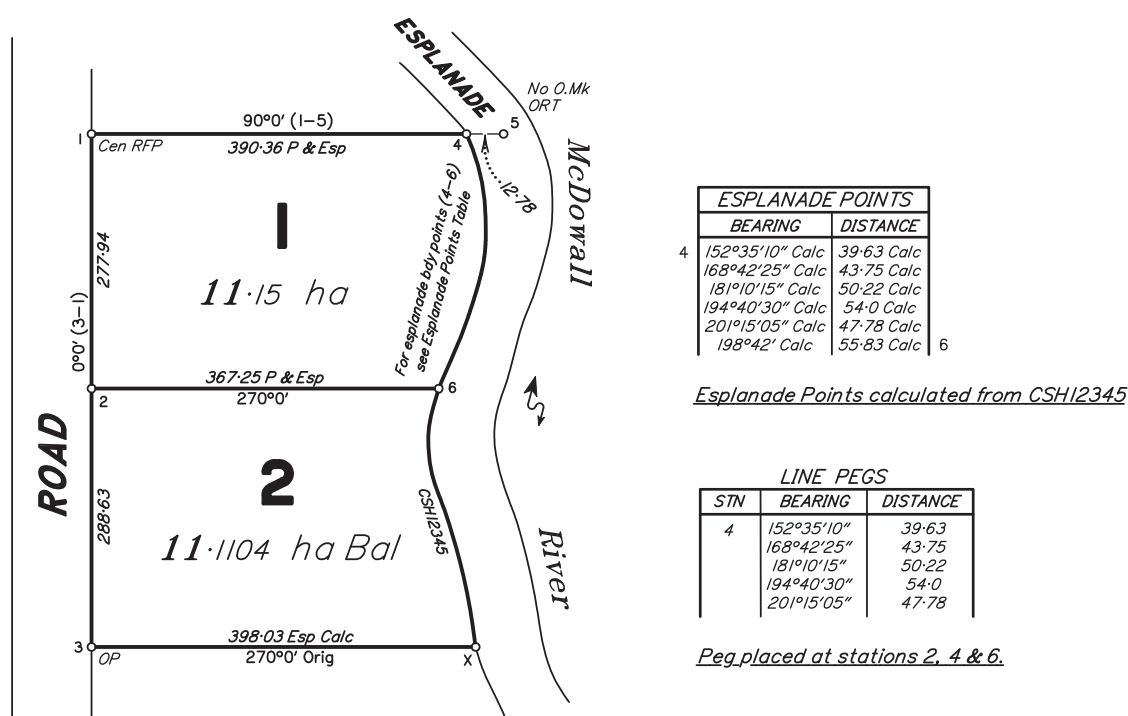 ESPLANADE
No O.Mk
ORT
5
90°0' (1-5)
1
Cen RFP
390·36 P & Esp
4
A
12·78
McDowall
1
11·15 ha
277·94
0°0' (3-1)
For esplanade bdy points (4-6)
see Esplanade Points Table
367·25 P & Esp
2
270°0'
6
ROAD
2
11·1104 ha Bal
288·63
CSH12345
River
398·03 Esp Calc
3
OP
270°0' Orig
X
ESPLANADE POINTS
BEARING DISTANCE
4 152°35'10" Calc 39·63 Calc
168°42'25" Calc 43·75 Calc
181°10'15" Calc 50·22 Calc
194°40'30" Calc 54·0 Calc
201°15'05" Calc 47·78 Calc
198°42' Calc 55·83 Calc 6
Esplanade Points calculated from CSH12345
LINE PEGS
STN BEARING DISTANCE
4 152°35'10" 39·63
168°42'25" 43·75
181°10'15" 50·22
194°40'30" 54·0
201°15'05" 47·78
Peg placed at stations 2, 4 & 6.